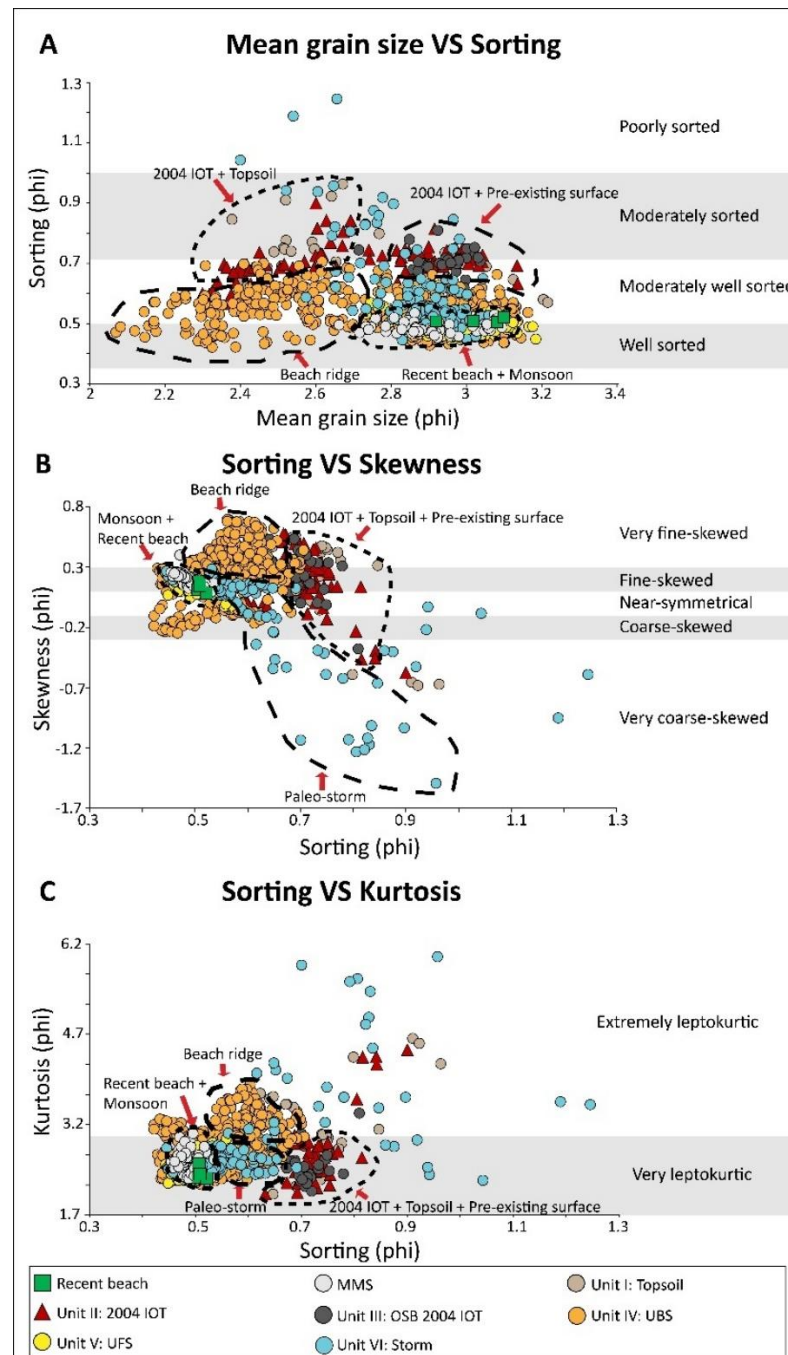 A
Mean grain size VS Sorting
1.3
1.1
0.9
0.7
0.5
0.3
Sorting (phi)
2
2.2
2.4
2.6
2.8
3
3.2
3.4
Mean grain size (phi)
2004 IOT + Topsoil
2004 IOT + Pre-existing surface
Beach ridge
Recent beach + Monsoon
Poorly sorted
Moderately sorted
Moderately well sorted
Well sorted
B
Sorting VS Skewness
0.8
0.3
-0.2
-0.7
-1.2
-1.7
Skewness (phi)
0.3
0.5
0.7
0.9
1.1
1.3
Sorting (phi)
Beach ridge
Monsoon +
Recent beach
2004 IOT + Topsoil + Pre-existing surface
Paleo-storm
Very fine-skewed
Fine-skewed
Near-symmetrical
Coarse-skewed
Very coarse-skewed
C
Sorting VS Kurtosis
6.2
4.7
3.2
1.7
Kurtosis (phi)
0.3
0.5
0.7
0.9
1.1
1.3
Sorting (phi)
Beach ridge
Recent beach +
Monsoon
Paleo-storm
2004 IOT + Topsoil + Pre-existing surface
Extremely leptokurtic
Very leptokurtic
Recent beach
MMS
Unit I: Topsoil
Unit II: 2004 IOT
Unit III: OSB 2004 IOT
Unit IV: UBS
Unit V: UFS
Unit VI: Storm